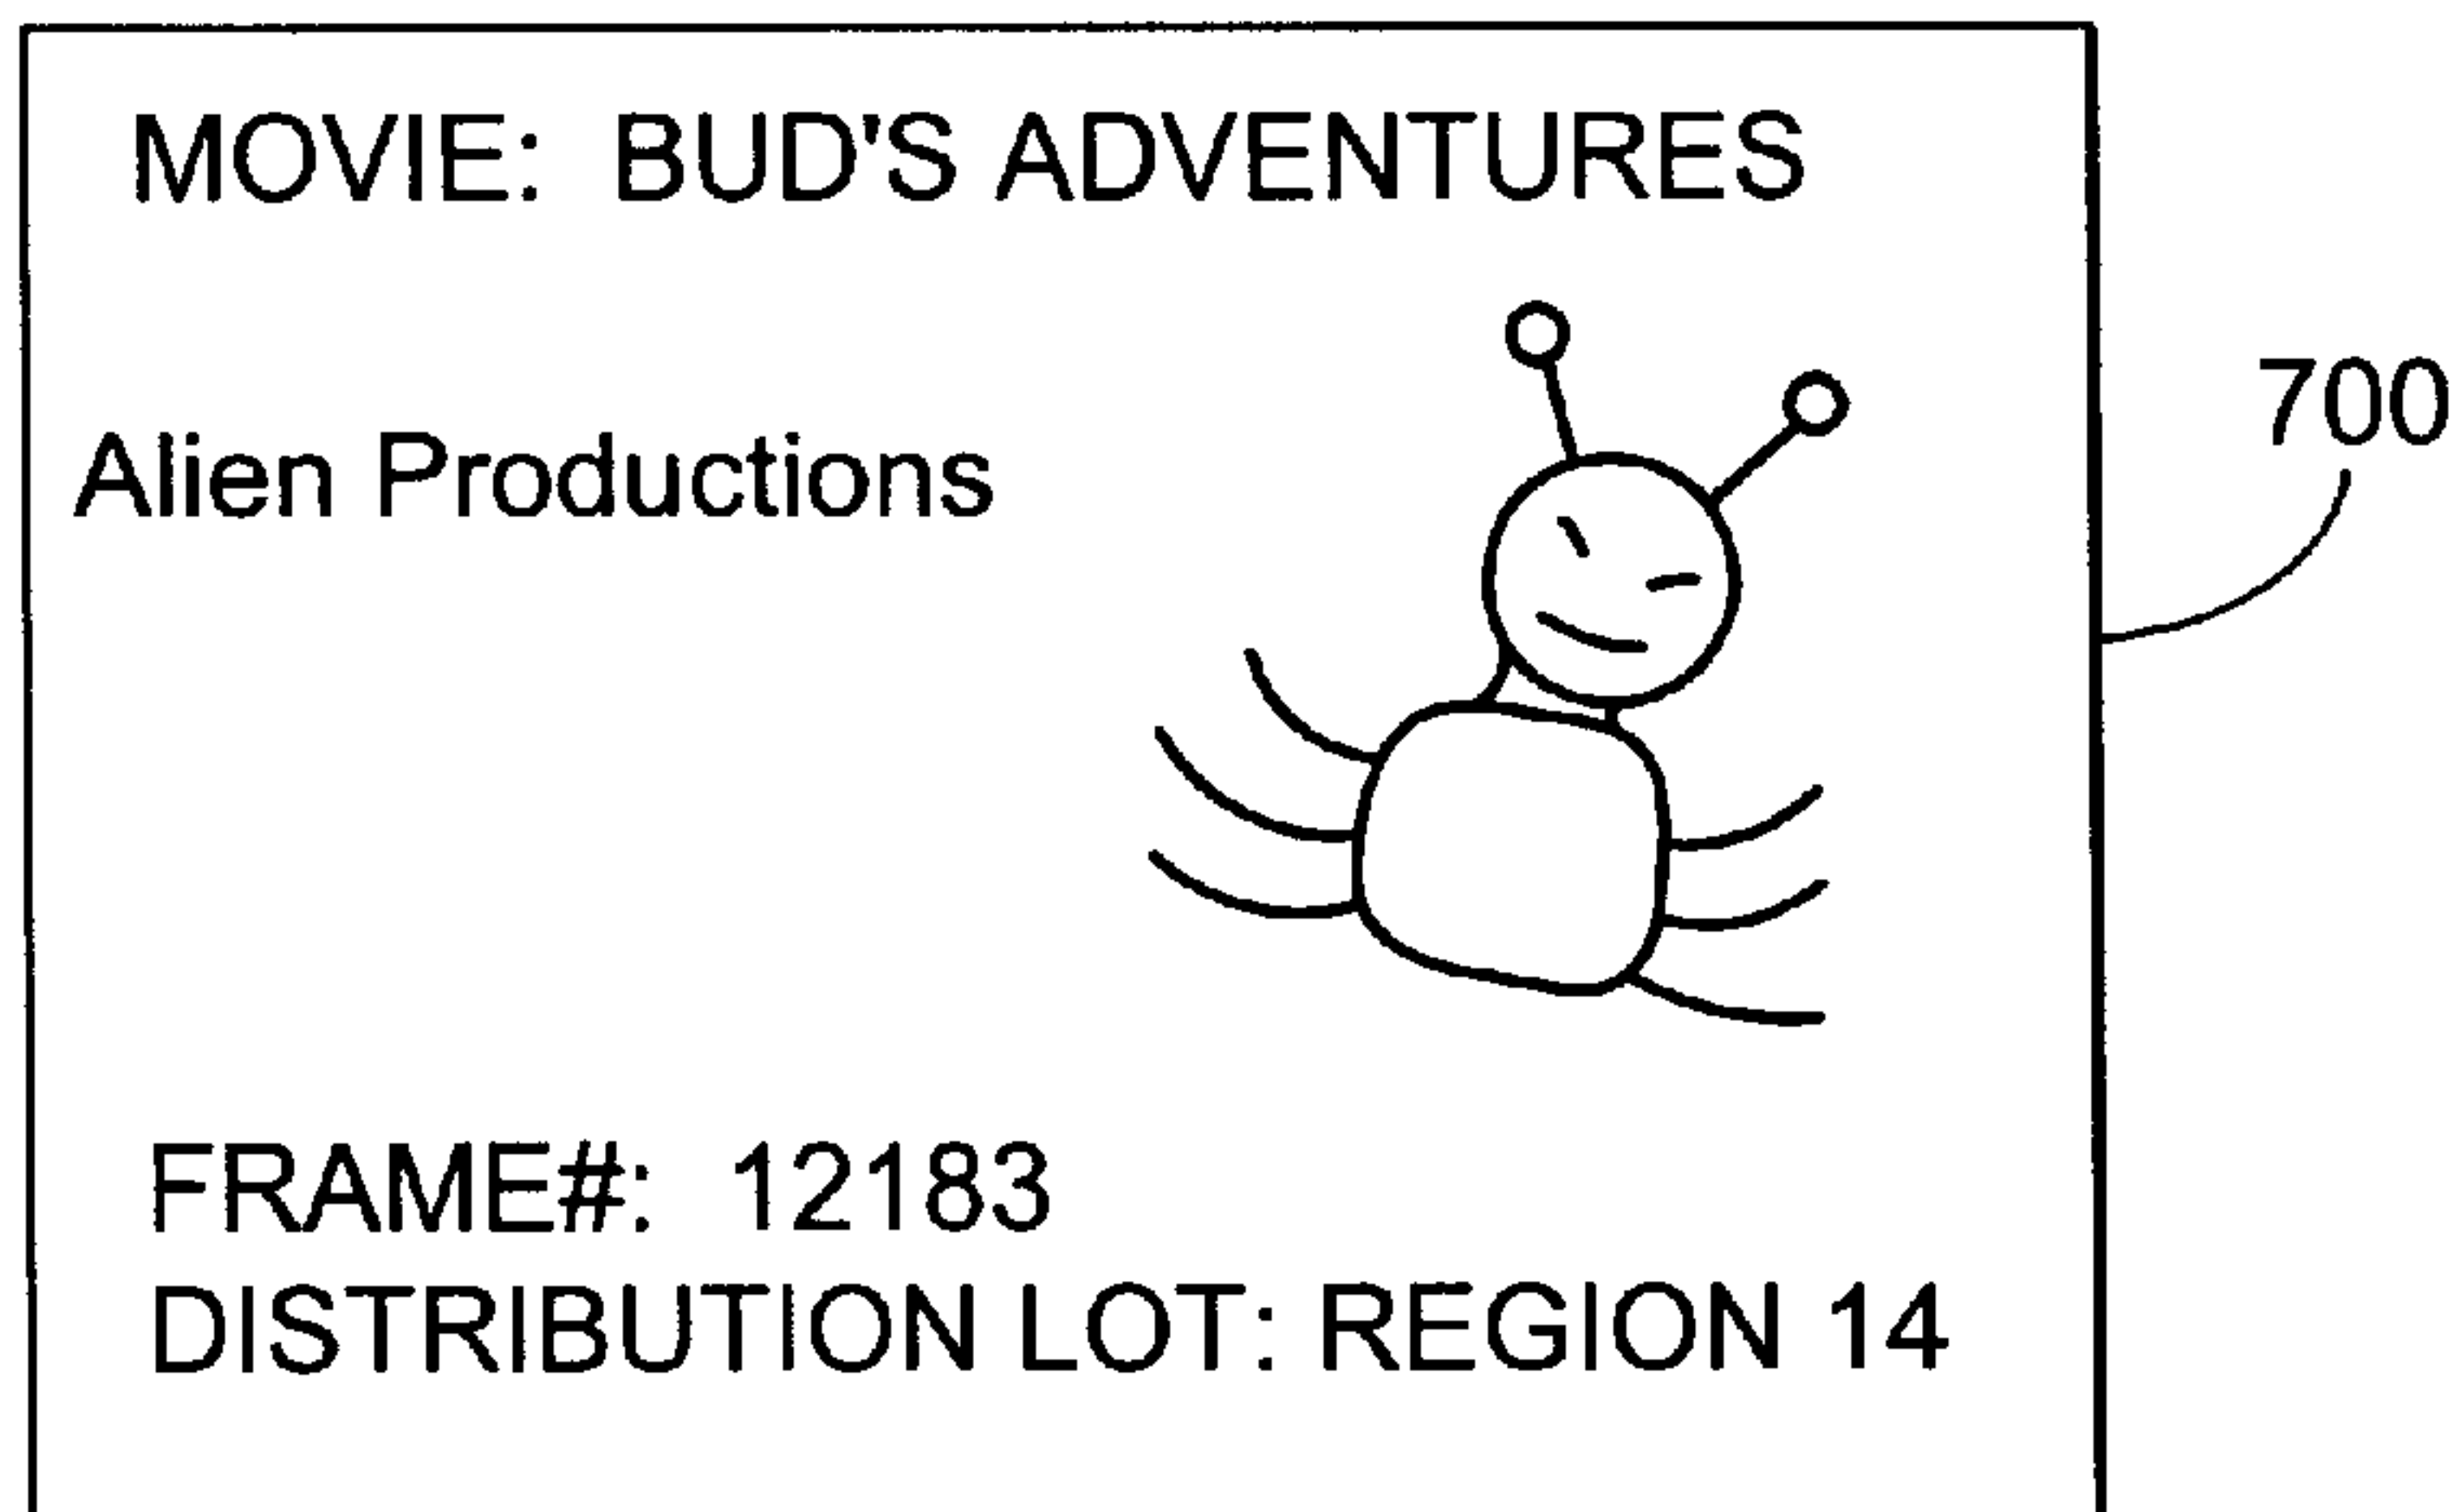 MOVIE: BUD'S ADVENTURES
Alien Productions
700
FRAME#: 12183
DISTRIBUTION LOT: REGION 14